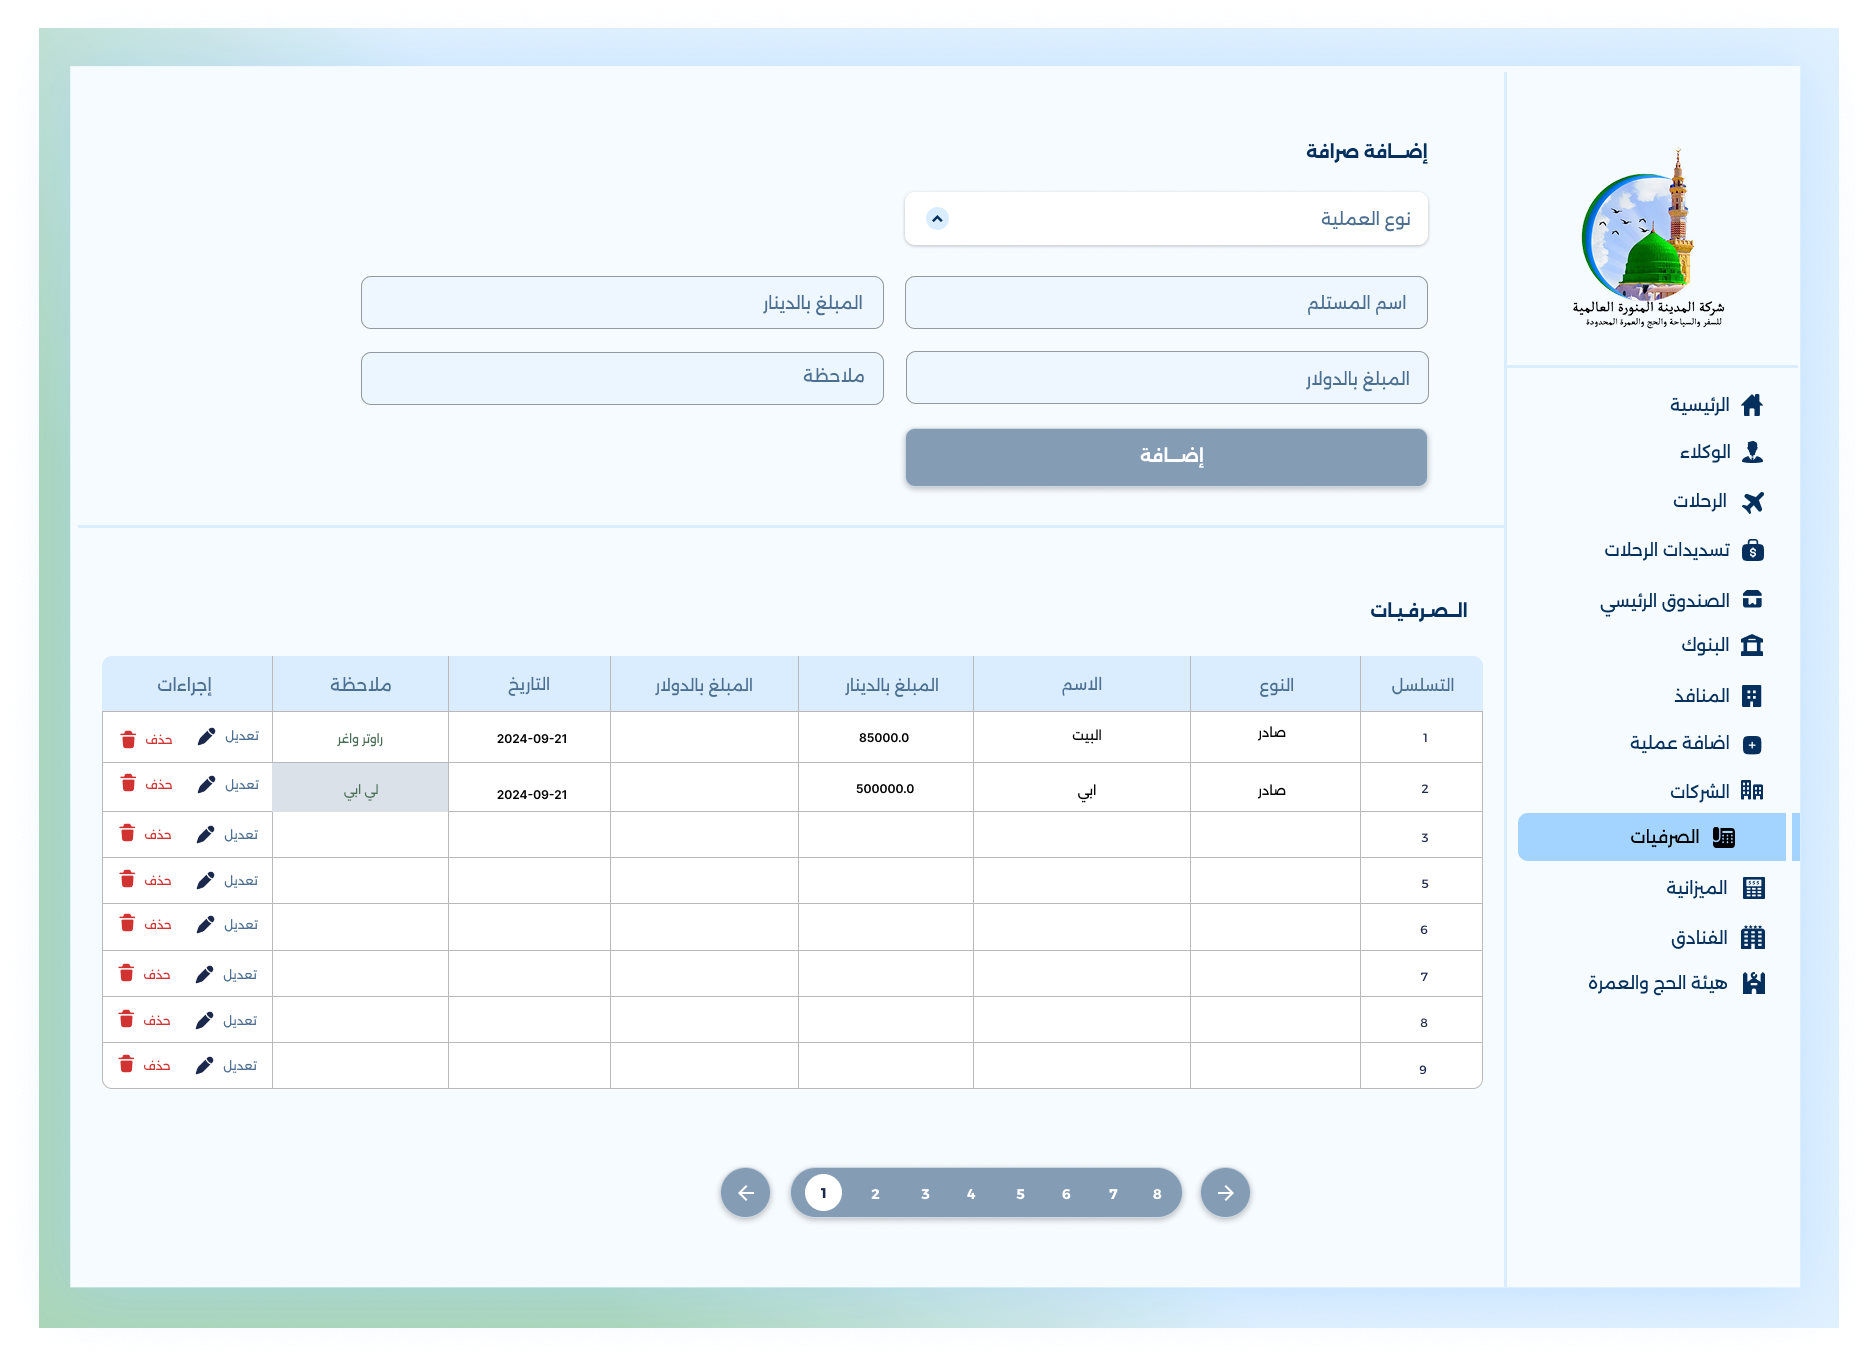 شركة المدينة المنورة العالمية
للسفر والسياحة والحج والعمرة المحدودة
الرئيسية
الوكلاء
الرحلات
تسديدات الرحلات
الصندوق الرئيسي
البنوك
المنافذ
اضافة عملية
الشركات
الصرفيات
الميزانية
الفنادق
هيئة الحج والعمرة
إضـافة صرافة
نوع العملية
اسم المستلم المبلغ بالدينار
المبلغ بالدولار ملاحظة
إضـافة
الـصـرفـيـات
التسلسل النوع الاسم المبلغ بالدينار المبلغ بالدولار التاريخ ملاحظة إجراءات
1 صادر البيت 85000.0 2024-09-21 راوتر واغر تعديل حذف
2 صادر ابي 500000.0 2024-09-21 لي ابي تعديل حذف
3 تعديل حذف
5 تعديل حذف
6 تعديل حذف
7 تعديل حذف
8 تعديل حذف
9 تعديل حذف
1 2 3 4 5 6 7 8